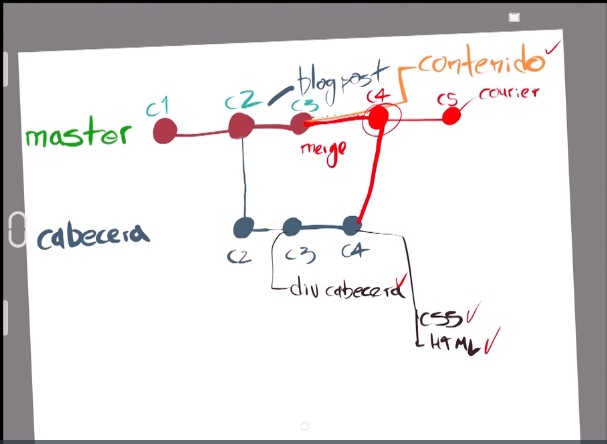 contenido
blogpost
c1
c2
c3
c4
c5
courier
master
merge
cabecera
c2
c3
c4
div cabecera
CSS
HTML